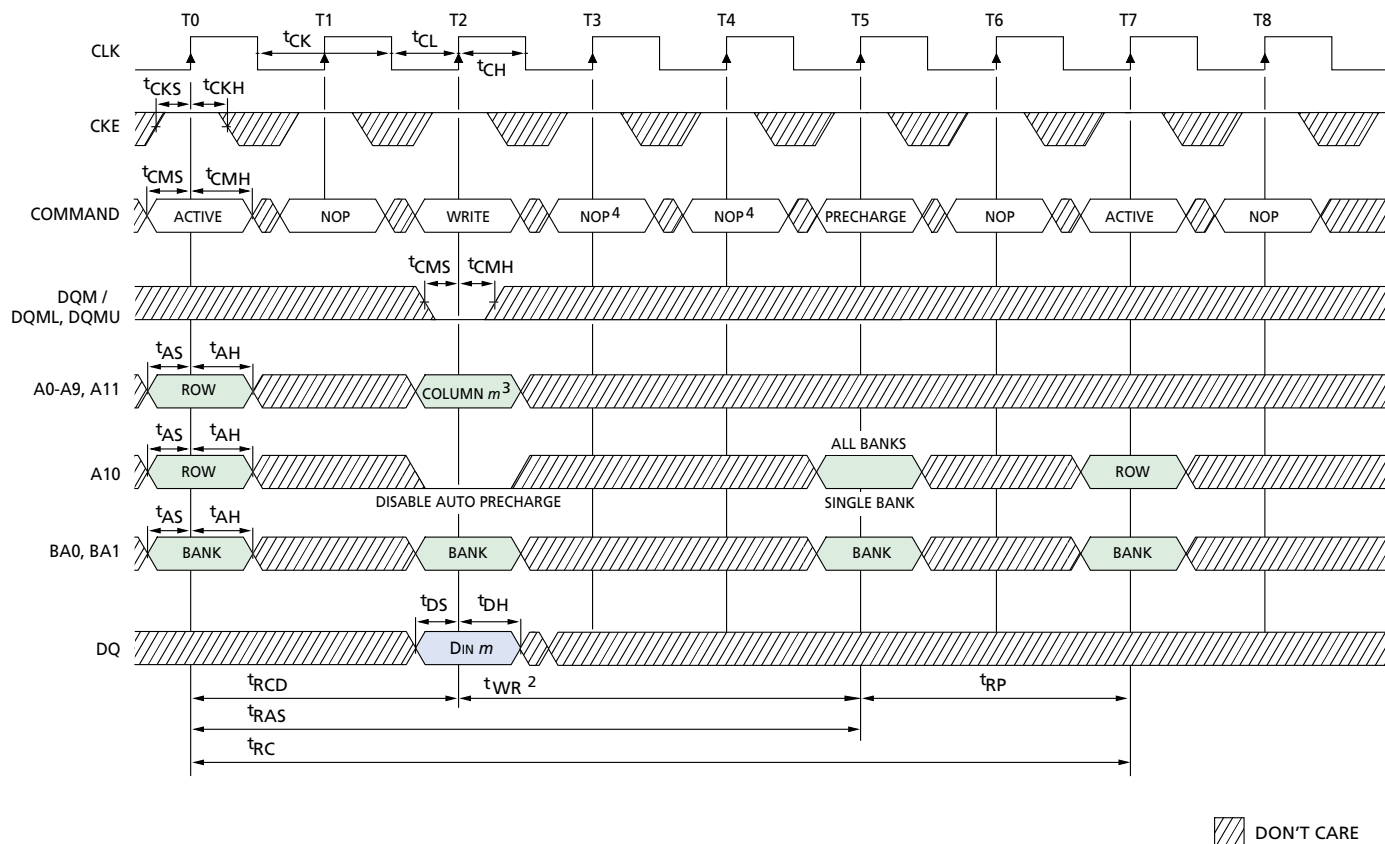 T0 T1 T2 T3 T4 T5 T6 T7 T8
tCK tCL
CLK
tCH
tCKS tCKH
CKE
tCMS tCMH
COMMAND ACTIVE NOP WRITE NOP4 NOP4 PRECHARGE NOP ACTIVE NOP
tCMS tCMH
DQM /
DQML, DQMU
tAS tAH
A0-A9, A11 ROW COLUMN m3
tAS tAH
ALL BANKS
A10 ROW ROW
DISABLE AUTO PRECHARGE SINGLE BANK
tAS tAH
BA0, BA1 BANK BANK BANK BANK
tDS tDH
DQ DIN m
tRCD tWR 2 tRP
tRAS
tRC
DON'T CARE